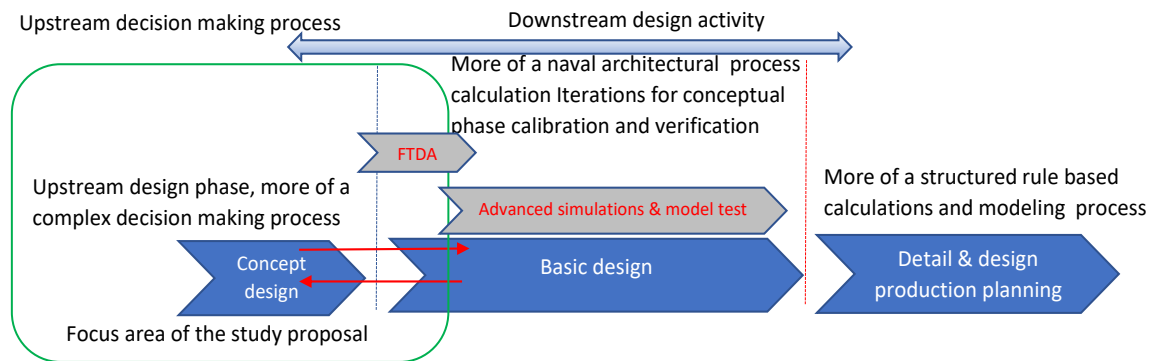 Upstream decision making process
Downstream design activity
More of a naval architectural process
calculation Iterations for conceptual
phase calibration and verification
FTDA
Upstream design phase, more of a
complex decision making process
Advanced simulations & model test
More of a structured rule based
calculations and modeling process
Concept
design
Basic design
Detail & design
production planning
Focus area of the study proposal